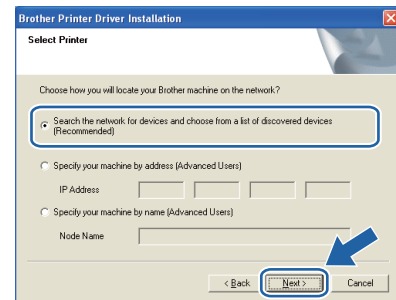 Brother Printer Driver Installation
Select Printer
Choose how you will locate your Brother machine on the network?
Search the network for devices and choose from a list of discovered devices
(Recommended)
Specify your machine by address (Advanced Users)
IP Address
Specify your machine by name (Advanced Users)
Node Name
< Back
Next >
Cancel